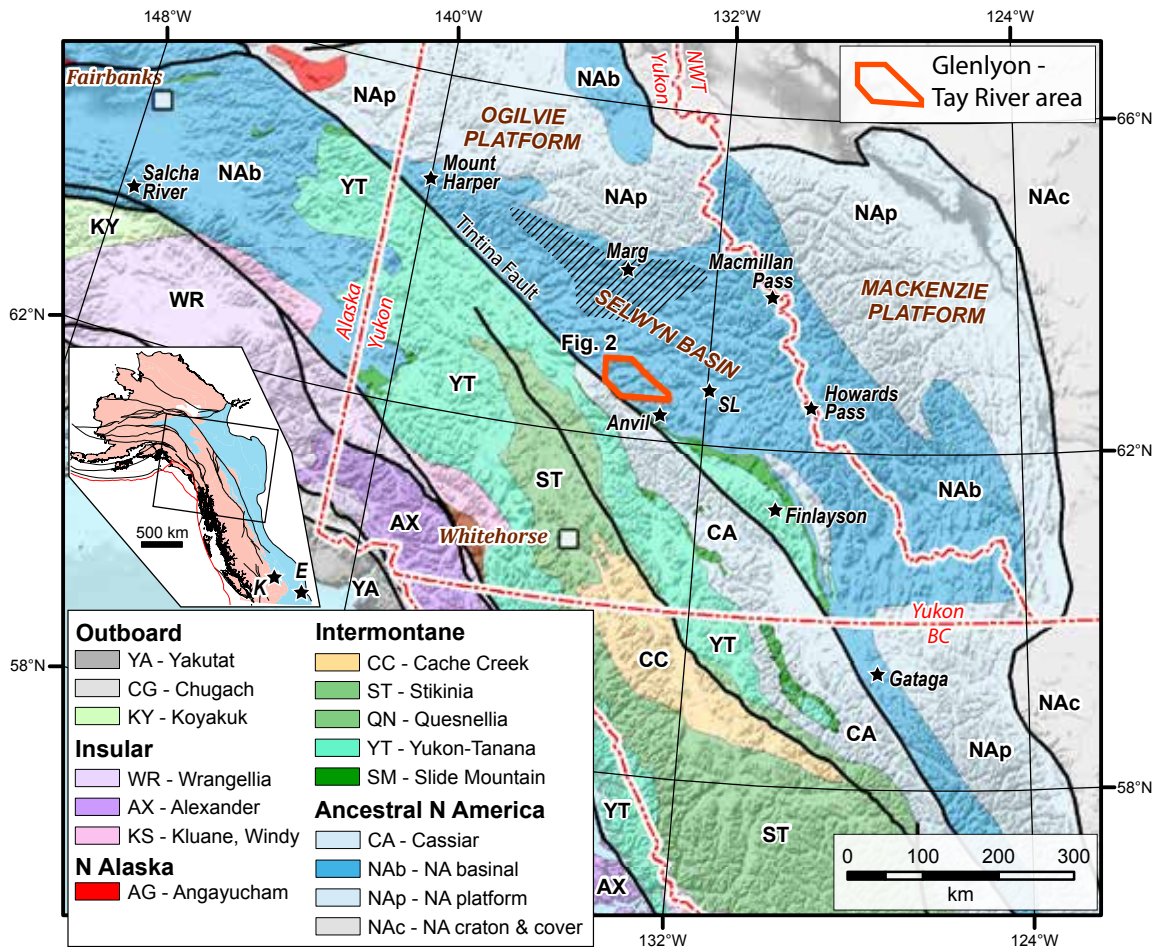 148°W
140°W
132°W
124°W
Fairbanks
NAp
NAb
Yukon
NWT
Glenlyon -
Tay River area
66°N
OGILVIE
PLATFORM
Salcha
River
NAb
YT
Mount
Harper
NAp
NAp
NAc
KY
Tintina Fault
Marg
Macmillan
Pass
MACKENZIE
PLATFORM
WR
62°N
Alaska
Yukon
SELWYN BASIN
Fig. 2
YT
Anvil
SL
Howards
Pass
62°N
ST
NAb
AX
Whitehorse
CA
Finlayson
500 km
K
E
YA
Yukon
BC
58°N
YT
CC
Gataga
CA
NAc
NAp
58°N
YT
ST
AX
Outboard
YA - Yakutat
CG - Chugach
KY - Koyakuk
Insular
WR - Wrangellia
AX - Alexander
KS - Kluane, Windy
N Alaska
AG - Angayucham
Intermontane
CC - Cache Creek
ST - Stikinia
QN - Quesnellia
YT - Yukon-Tanana
SM - Slide Mountain
Ancestral N America
CA - Cassiar
NAb - NA basinal
NAp - NA platform
NAc - NA craton & cover
0 100 200 300
km
132°W
124°W